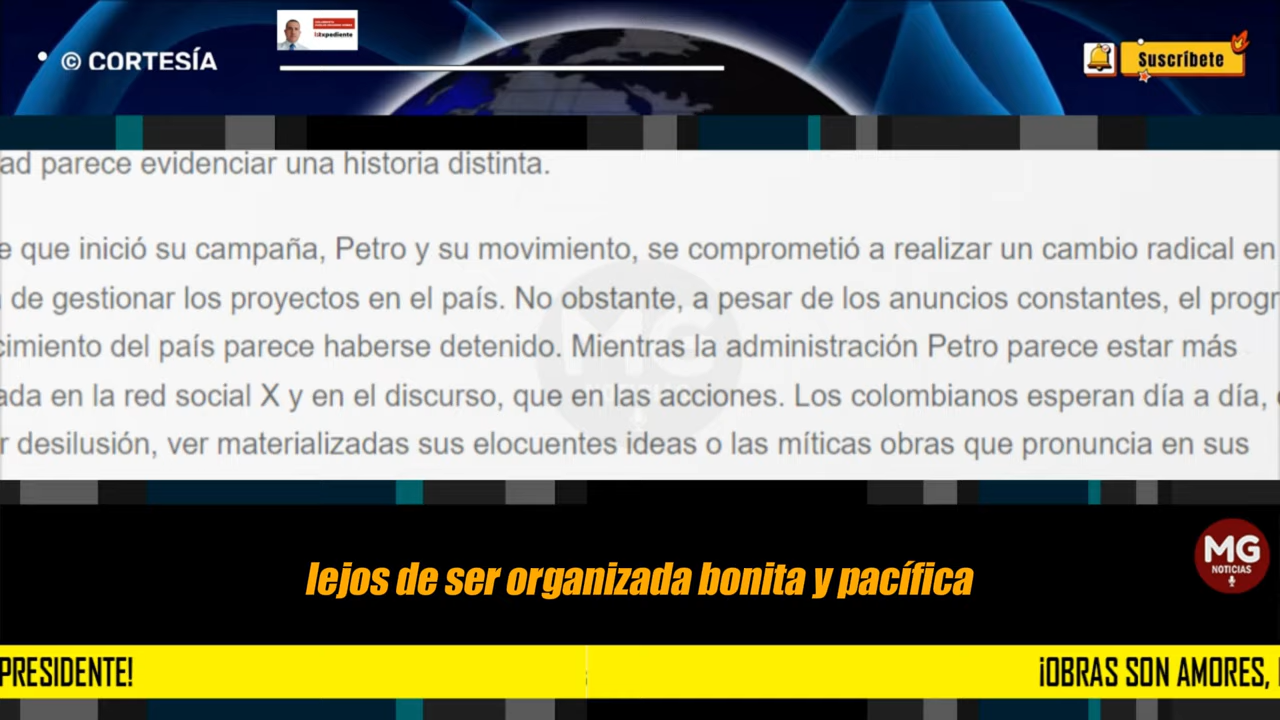 © CORTESÍA
Expediente
Suscríbete
ad parece evidenciar una historia distinta.
e que inició su campaña, Petro y su movimiento, se comprometió a realizar un cambio radical en
de gestionar los proyectos en el país. No obstante, a pesar de los anuncios constantes, el progr
cimiento del país parece haberse detenido. Mientras la administración Petro parece estar más
ada en la red social X y en el discurso, que en las acciones. Los colombianos esperan día a día,
r desilusión, ver materializadas sus elocuentes ideas o las míticas obras que pronuncia en sus
lejos de ser organizada bonita y pacífica
MG
NOTICIAS
PRESIDENTE!
¡OBRAS SON AMORES,